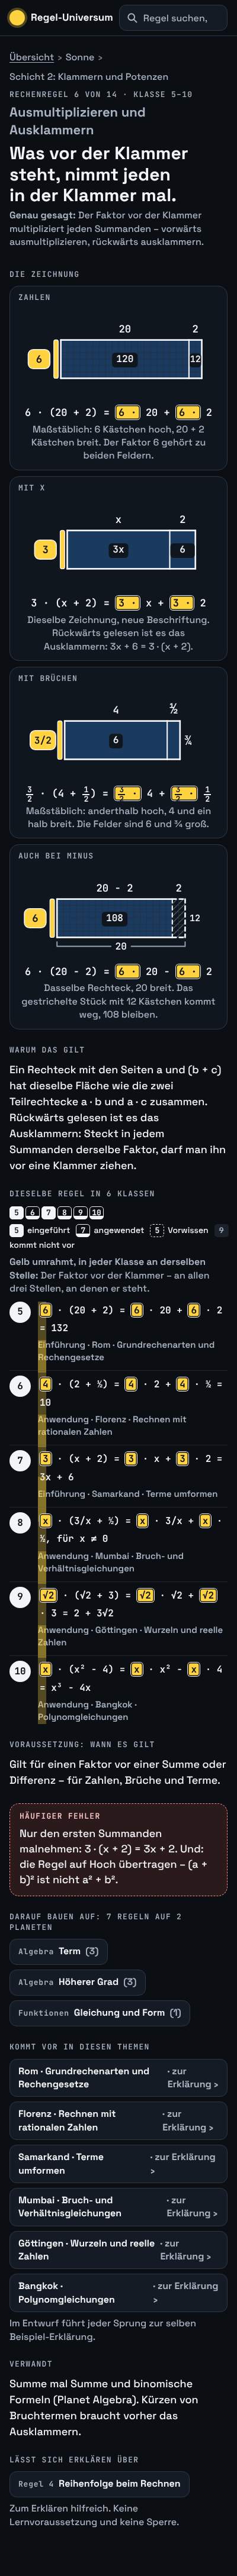 Regel-Universum
Regel suchen,
Übersicht › Sonne ›
Schicht 2: Klammern und Potenzen
RECHENREGEL 6 VON 14 · KLASSE 5–10
Ausmultiplizieren und
Ausklammern
Was vor der Klammer
steht, nimmt jeden
in der Klammer mal.
Genau gesagt: Der Faktor vor der Klammer
multipliziert jeden Summanden – vorwärts
ausmultiplizieren, rückwärts ausklammern.
DIE ZEICHNUNG
ZAHLEN
20 2
6 120 12
6 · (20 + 2) = 6 · 20 + 6 · 2
Maßstäblich: 6 Kästchen hoch, 20 + 2
Kästchen breit. Der Faktor 6 gehört zu
beiden Feldern.
MIT X
x 2
3 3x 6
3 · (x + 2) = 3 · x + 3 · 2
Dieselbe Zeichnung, neue Beschriftung.
Rückwärts gelesen ist es das
Ausklammern: 3x + 6 = 3 · (x + 2).
MIT BRÜCHEN
4 ½
3/2 6 ¾
3/2 · (4 + 1/2) = 3/2 · 4 + 3/2 · 1/2
Maßstäblich: anderthalb hoch, 4 und ein
halb breit. Die Felder sind 6 und ¾ groß.
AUCH BEI MINUS
20 - 2 2
6 108 12
20
6 · (20 - 2) = 6 · 20 - 6 · 2
Dasselbe Rechteck, 20 breit. Das
gestrichelte Stück mit 12 Kästchen kommt
weg, 108 bleiben.
WARUM DAS GILT
Ein Rechteck mit den Seiten a und (b + c)
hat dieselbe Fläche wie die zwei
Teilrechtecke a · b und a · c zusammen.
Rückwärts gelesen ist es das
Ausklammern: Steckt in jedem
Summanden derselbe Faktor, darf man ihn
vor eine Klammer ziehen.
DIESELBE REGEL IN 6 KLASSEN
5 6 7 8 9 10
5 eingeführt 7 angewendet 5 Vorwissen 9
kommt nicht vor
Gelb umrahmt, in jeder Klasse an derselben
Stelle: Der Faktor vor der Klammer – an allen
drei Stellen, an denen er steht.
5 6 · (20 + 2) = 6 · 20 + 6 · 2
= 132
Einführung · Rom · Grundrechenarten und
Rechengesetze
6 4 · (2 + ½) = 4 · 2 + 4 · ½ =
10
Anwendung · Florenz · Rechnen mit
rationalen Zahlen
7 3 · (x + 2) = 3 · x + 3 · 2 =
3x + 6
Einführung · Samarkand · Terme umformen
8 x · (3/x + ½) = x · 3/x + x ·
½, für x ≠ 0
Anwendung · Mumbai · Bruch- und
Verhältnisgleichungen
9 √2 · (√2 + 3) = √2 · √2 + √2
· 3 = 2 + 3√2
Anwendung · Göttingen · Wurzeln und reelle
Zahlen
10 x · (x² - 4) = x · x² - x · 4
= x³ - 4x
Anwendung · Bangkok ·
Polynomgleichungen
VORAUSSETZUNG: WANN ES GILT
Gilt für einen Faktor vor einer Summe oder
Differenz – für Zahlen, Brüche und Terme.
HÄUFIGER FEHLER
Nur den ersten Summanden
malnehmen: 3 · (x + 2) = 3x + 2. Und:
die Regel auf Hoch übertragen – (a +
b)² ist nicht a² + b².
DARAUF BAUEN AUF: 7 REGELN AUF 2
PLANETEN
Algebra Term (3)
Algebra Höherer Grad (3)
Funktionen Gleichung und Form (1)
KOMMT VOR IN DIESEN THEMEN
Rom · Grundrechenarten und
Rechengesetze
· zur
Erklärung ›
Florenz · Rechnen mit
rationalen Zahlen
· zur
Erklärung ›
Samarkand · Terme
umformen
· zur Erklärung
›
Mumbai · Bruch- und
Verhältnisgleichungen
· zur
Erklärung ›
Göttingen · Wurzeln und reelle
Zahlen
· zur
Erklärung ›
Bangkok ·
Polynomgleichungen
· zur Erklärung
›
Im Entwurf führt jeder Sprung zur selben
Beispiel-Erklärung.
VERWANDT
Summe mal Summe und binomische
Formeln (Planet Algebra). Kürzen von
Bruchtermen braucht vorher das
Ausklammern.
LÄSST SICH ERKLÄREN ÜBER
Regel 4 Reihenfolge beim Rechnen
Zum Erklären hilfreich. Keine
Lernvoraussetzung und keine Sperre.